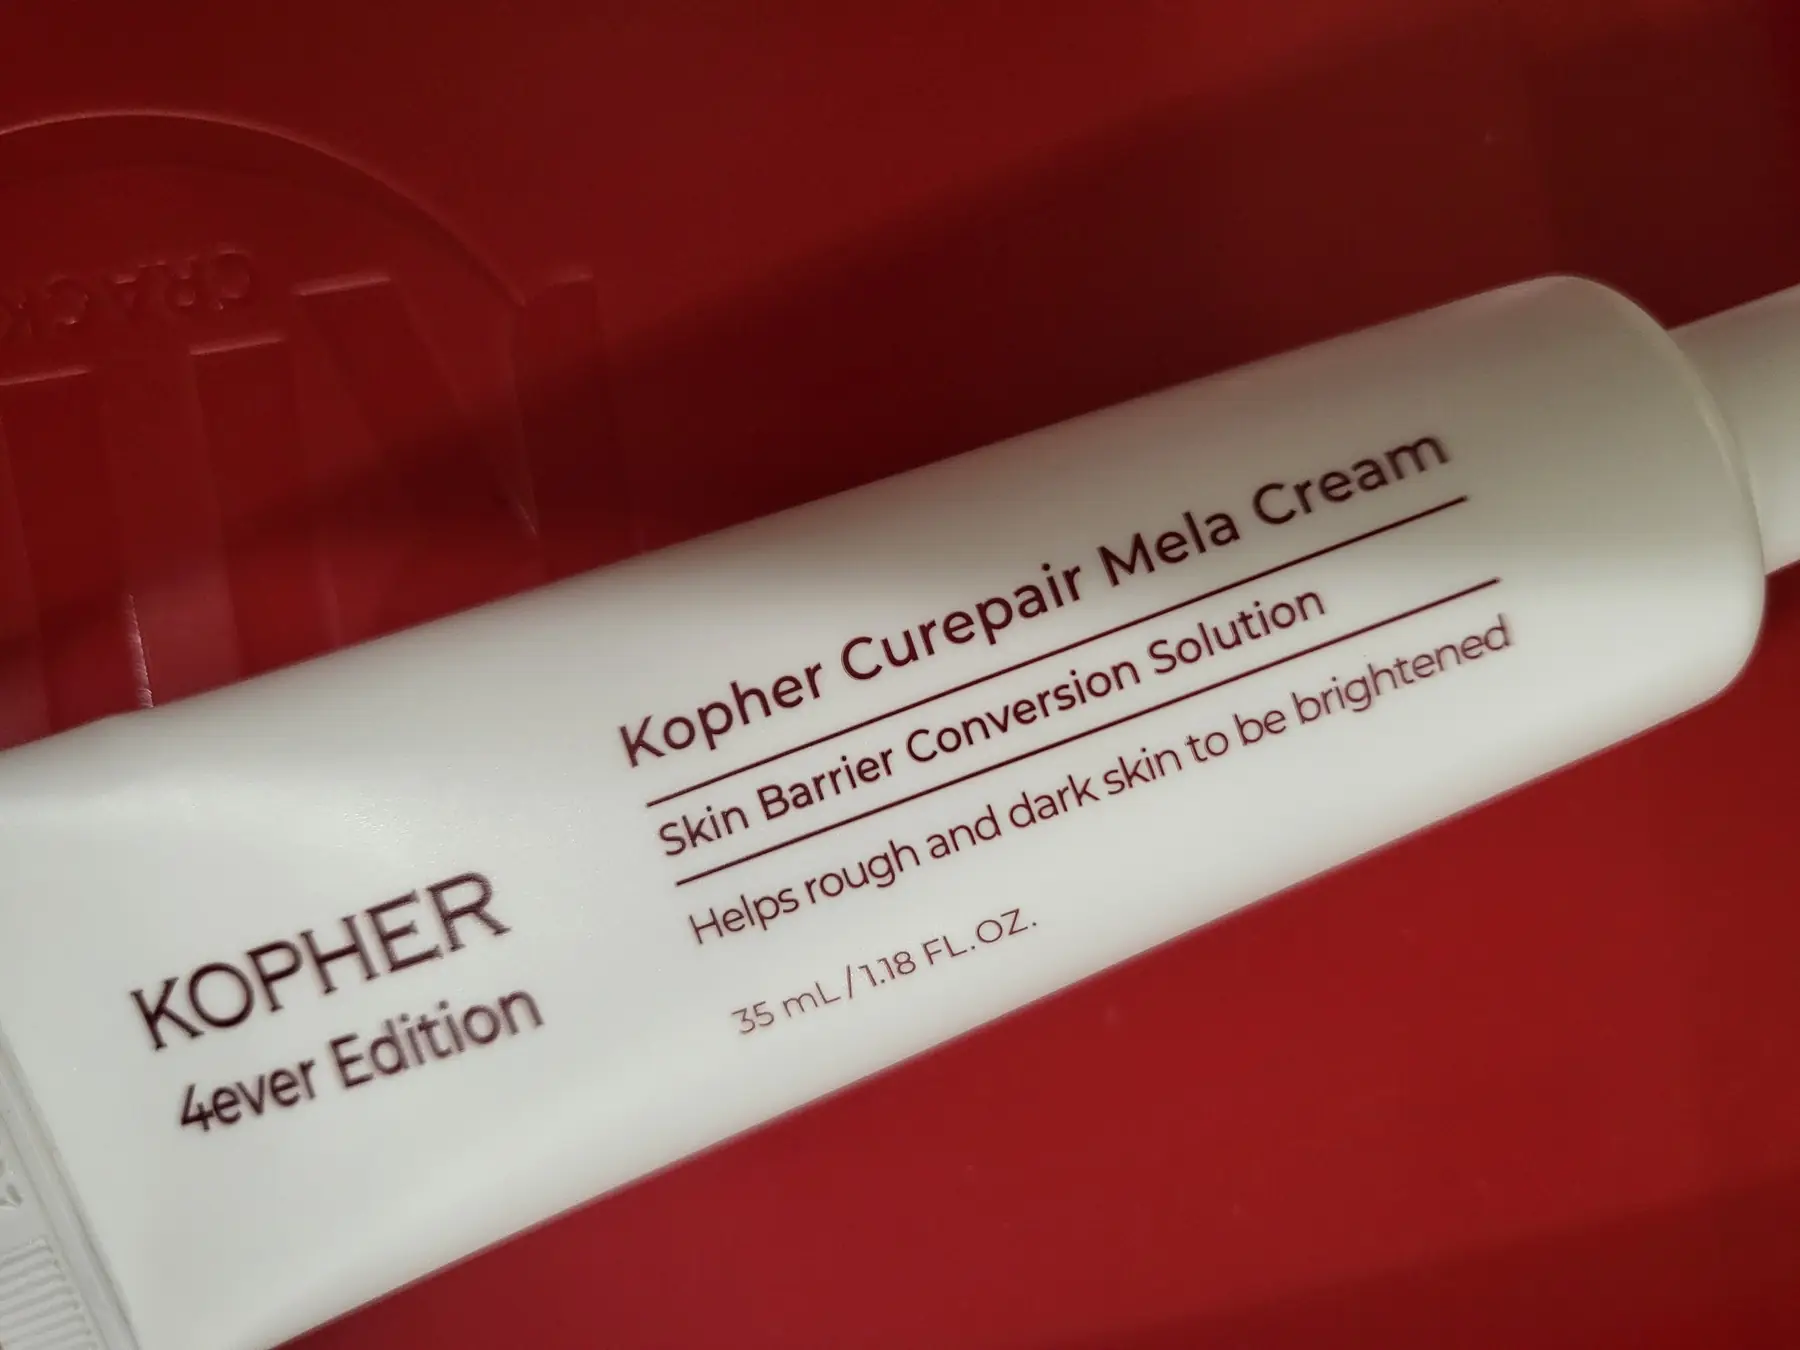 KOPHER
4ever Edition
Kopher Curepair Mela Cream
Skin Barrier Conversion Solution
Helps rough and dark skin to be brightened
35 mL / 1.18 FL.OZ.
CRACK